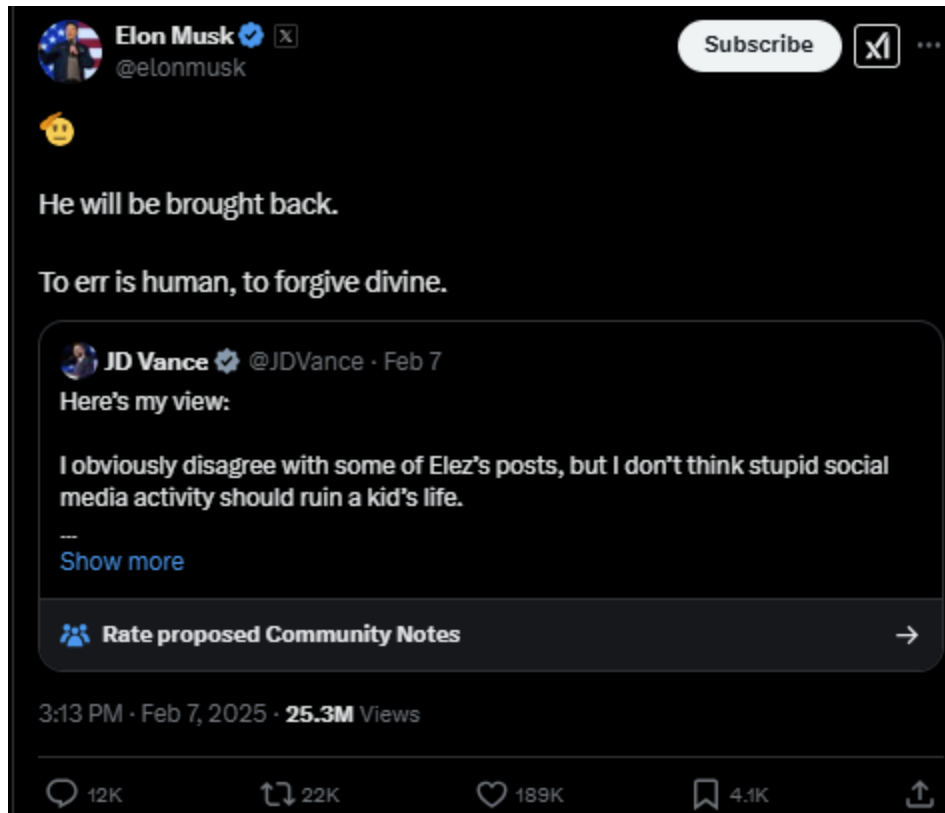 Elon Musk
@elonmusk
Subscribe
🫡
He will be brought back.
To err is human, to forgive divine.
JD Vance @JDVance · Feb 7
Here's my view:
I obviously disagree with some of Elez's posts, but I don't think stupid social
media activity should ruin a kid's life.
...
Show more
Rate proposed Community Notes
3:13 PM · Feb 7, 2025 · 25.3M Views
12K 22K 189K 4.1K